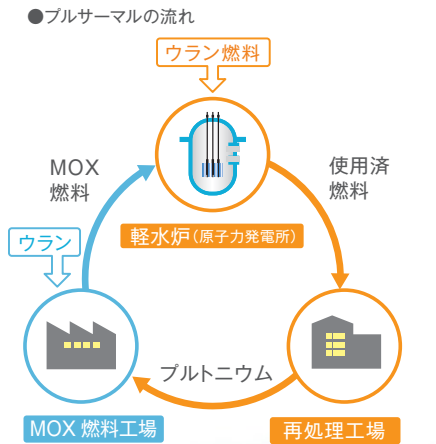 ●プルサーマルの流れ
ウラン燃料
MOX
燃料
使用済
燃料
軽水炉(原子力発電所)
ウラン
プルトニウム
MOX 燃料工場
再処理工場